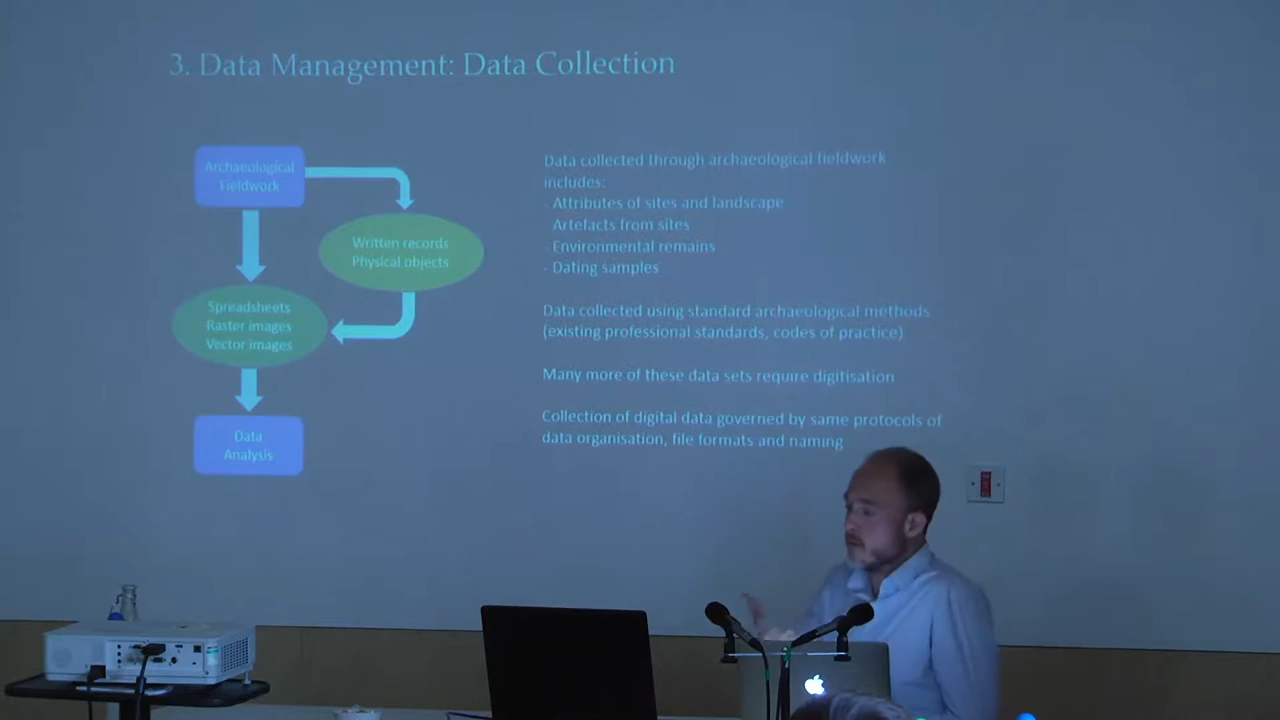 3. Data Management: Data Collection
Archaeological
Fieldwork
Written records
Physical objects
Spreadsheets
Raster images
Vector images
Data
Analysis
Data collected through archaeological fieldwork
includes:
- Attributes of sites and landscape
- Artefacts from sites
- Environmental remains
- Dating samples
Data collected using standard archaeological methods
(existing professional standards, codes of practice)
Many more of these data sets require digitisation
Collection of digital data governed by same protocols of
data organisation, file formats and naming